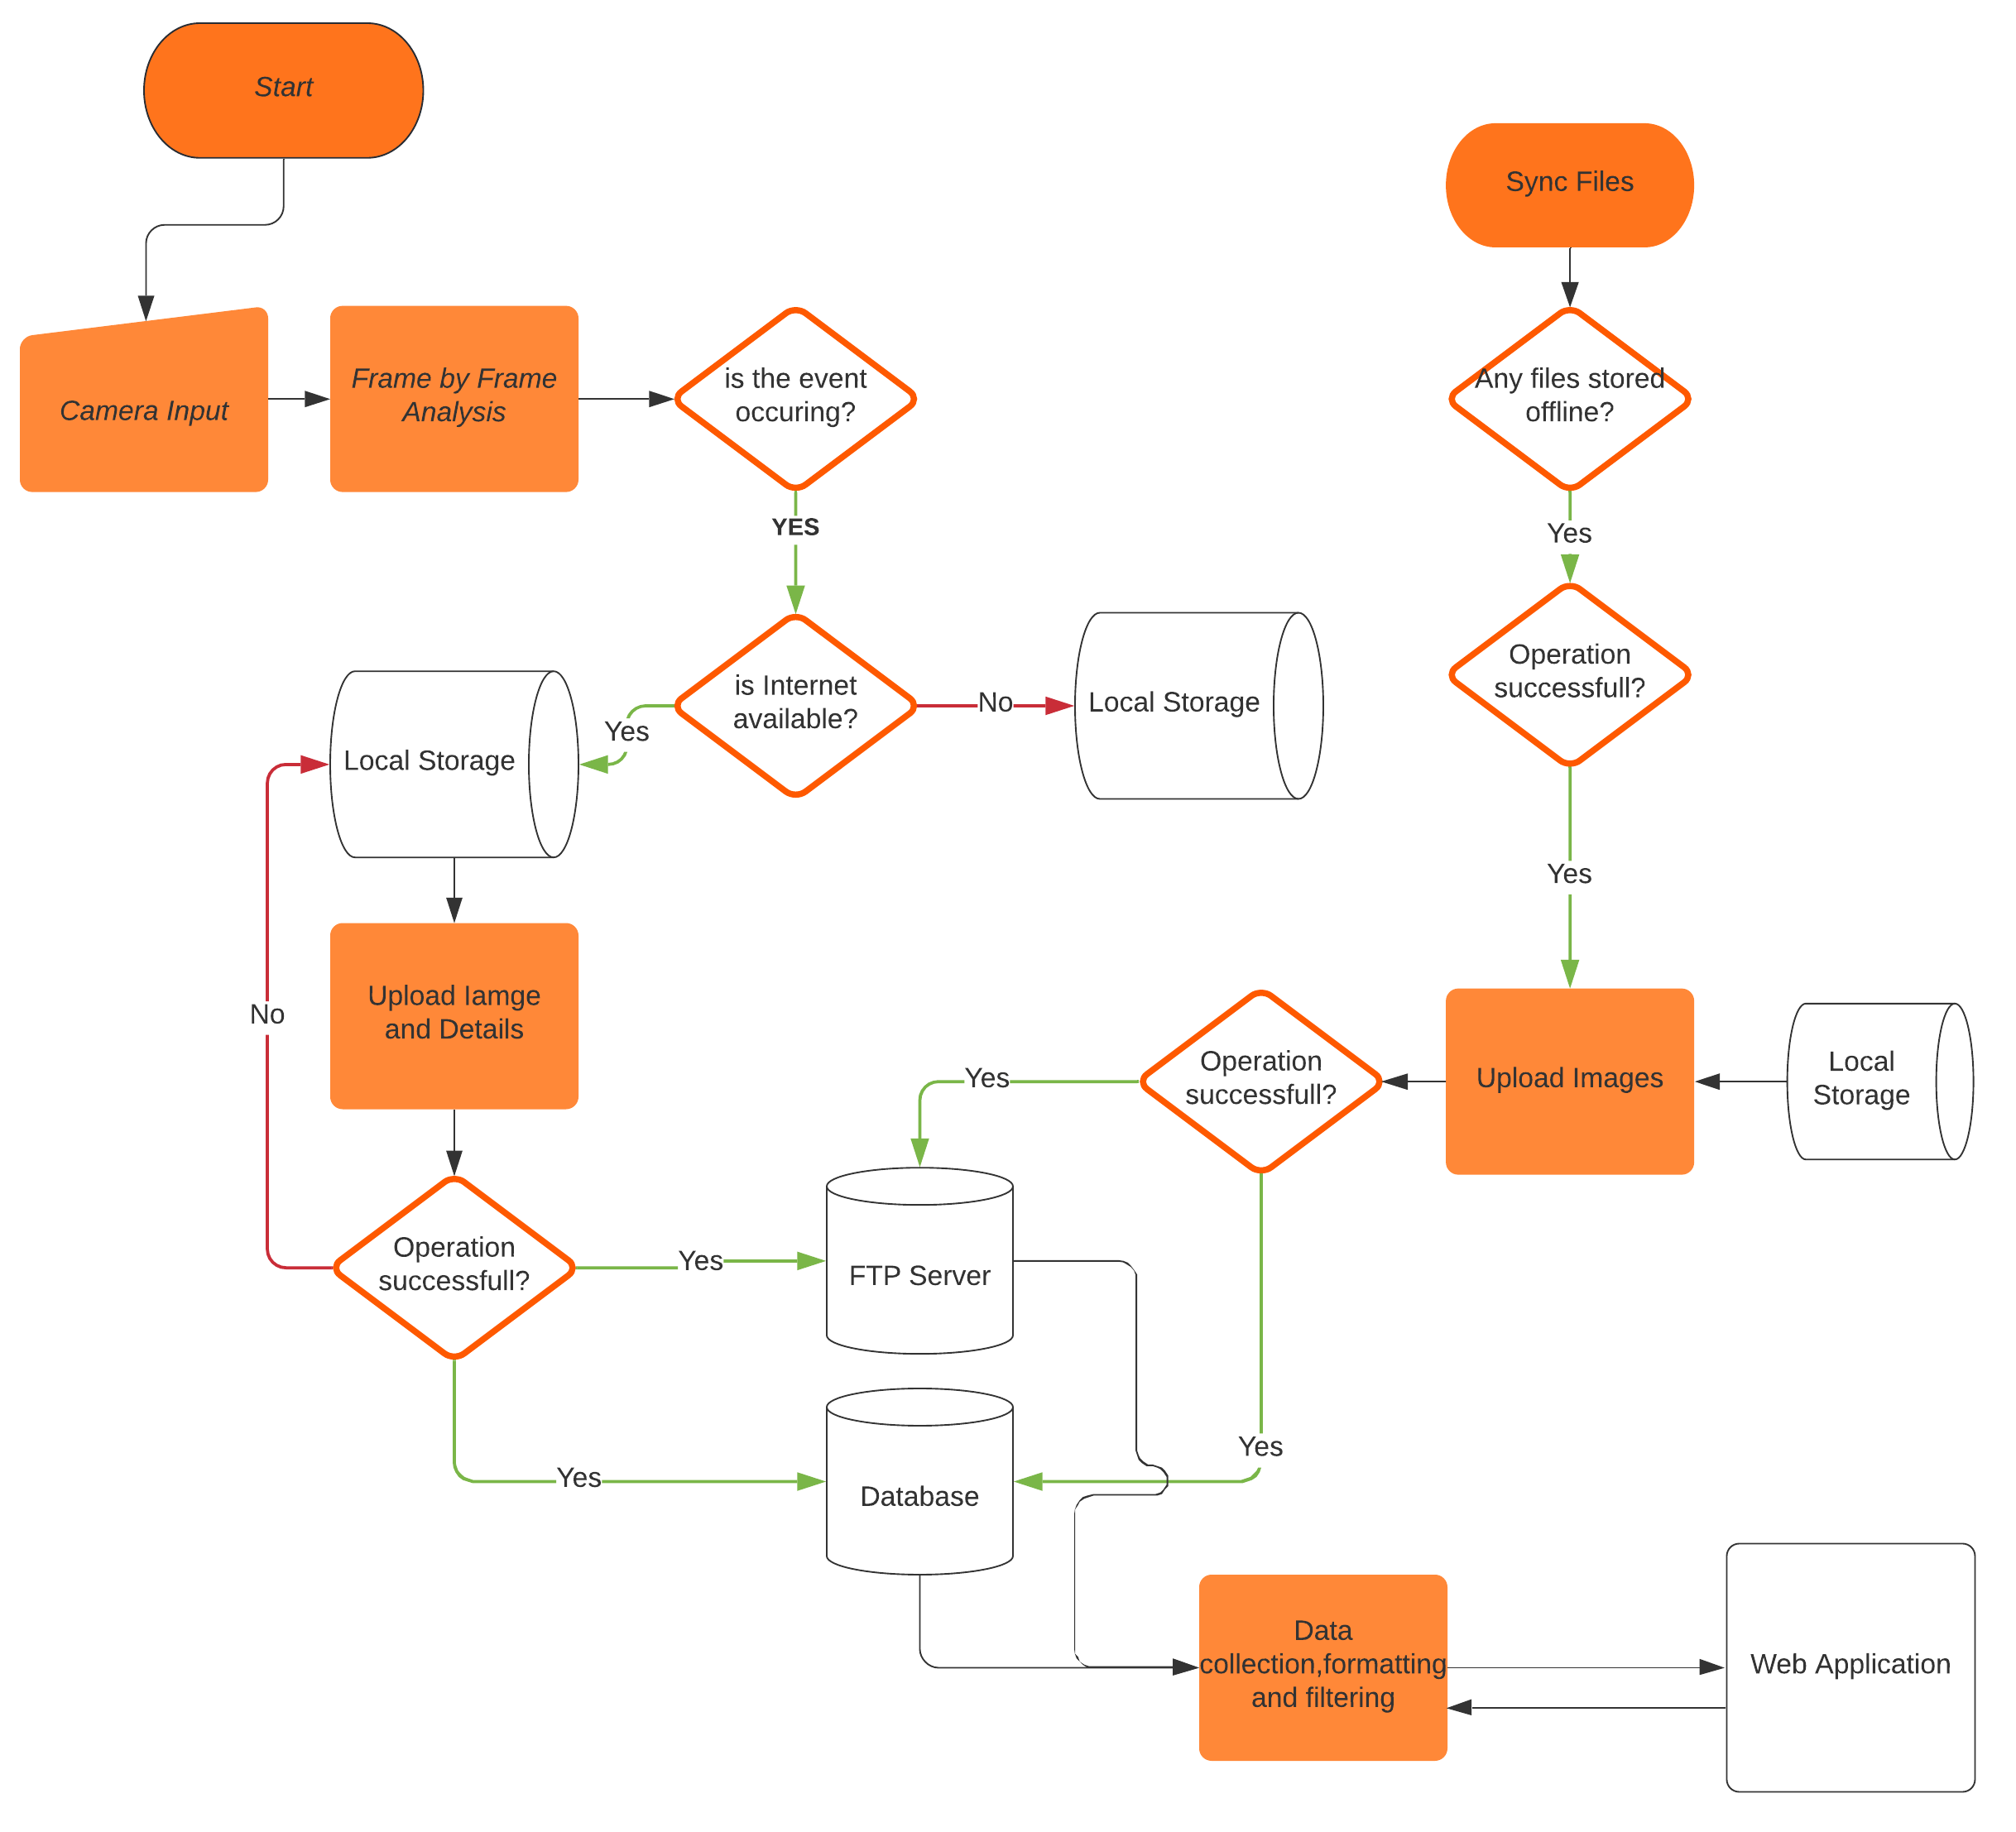 Start
Sync Files
Camera Input
Frame by Frame
Analysis
is the event
occuring?
Any files stored
offline?
YES
Yes
Operation
successfull?
is Internet
available?
No
Local Storage
Yes
Local Storage
Yes
Upload Iamge
and Details
No
Operation
successfull?
Yes
Upload Images
Local
Storage
Operation
successfull?
Yes
FTP Server
Yes
Yes
Database
Data
collection,formatting
and filtering
Web Application